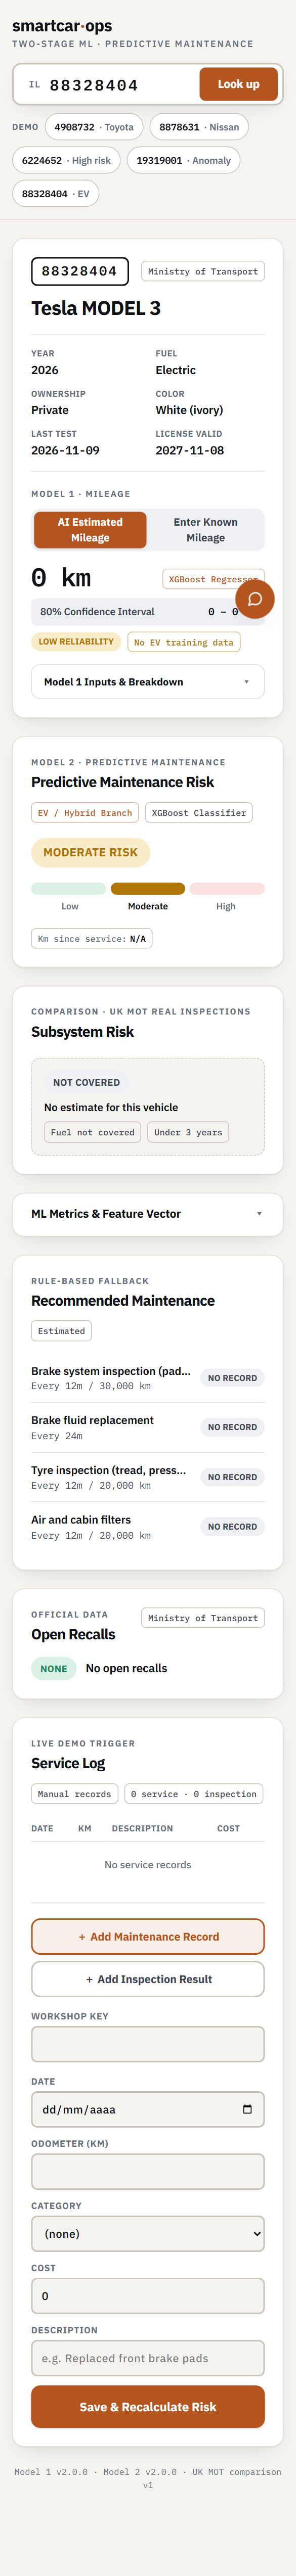 smartcar·ops
TWO-STAGE ML · PREDICTIVE MAINTENANCE
IL 88328404 Look up
DEMO 4908732 · Toyota 8878631 · Nissan
6224652 · High risk 19319001 · Anomaly
88328404 · EV
88328404 Ministry of Transport
Tesla MODEL 3
YEAR FUEL
2026 Electric
OWNERSHIP COLOR
Private White (ivory)
LAST TEST LICENSE VALID
2026-11-09 2027-11-08
MODEL 1 · MILEAGE
AI Estimated Mileage
Enter Known Mileage
0 km XGBoost Regressor
80% Confidence Interval 0 – 0
LOW RELIABILITY No EV training data
Model 1 Inputs & Breakdown ▾
MODEL 2 · PREDICTIVE MAINTENANCE
Predictive Maintenance Risk
EV / Hybrid Branch XGBoost Classifier
MODERATE RISK
Low Moderate High
Km since service: N/A
COMPARISON · UK MOT REAL INSPECTIONS
Subsystem Risk
NOT COVERED
No estimate for this vehicle
Fuel not covered Under 3 years
ML Metrics & Feature Vector ▾
RULE-BASED FALLBACK
Recommended Maintenance
Estimated
Brake system inspection (pad... NO RECORD
Every 12m / 30,000 km
Brake fluid replacement NO RECORD
Every 24m
Tyre inspection (tread, press... NO RECORD
Every 12m / 20,000 km
Air and cabin filters NO RECORD
Every 12m / 20,000 km
OFFICIAL DATA Ministry of Transport
Open Recalls
NONE No open recalls
LIVE DEMO TRIGGER
Service Log
Manual records 0 service · 0 inspection
DATE KM DESCRIPTION COST
No service records
+ Add Maintenance Record
+ Add Inspection Result
WORKSHOP KEY
DATE
dd/mm/aaaa
ODOMETER (KM)
CATEGORY
(none)
COST
0
DESCRIPTION
e.g. Replaced front brake pads
Save & Recalculate Risk
Model 1 v2.0.0 · Model 2 v2.0.0 · UK MOT comparison
v1